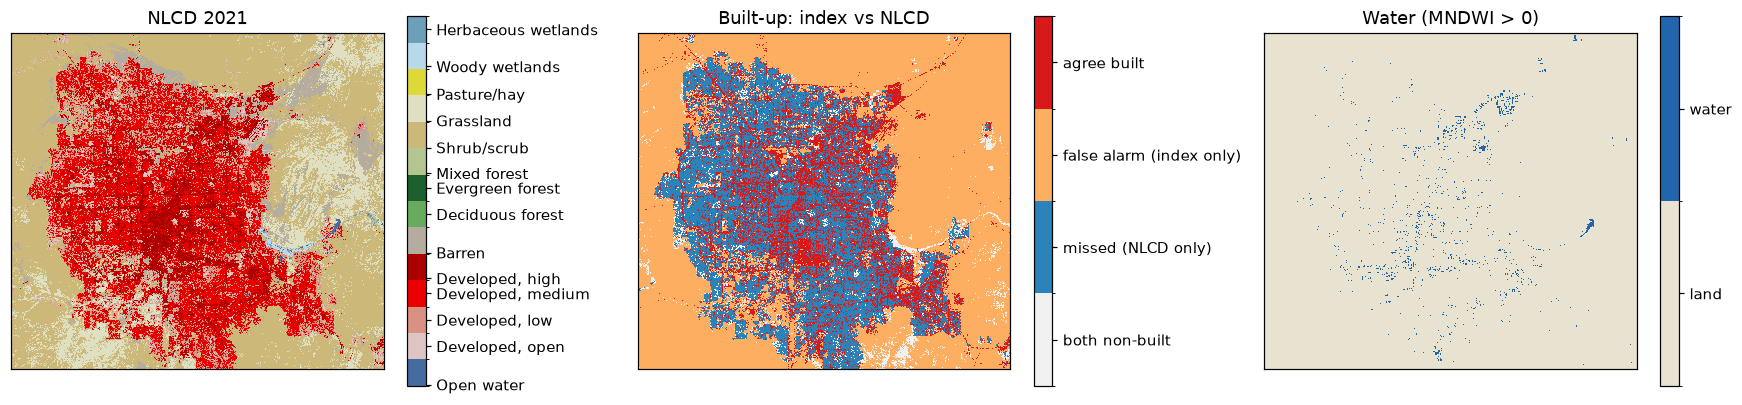 NLCD 2021
Herbaceous wetlands
Woody wetlands
Pasture/hay
Grassland
Shrub/scrub
Mixed forest
Evergreen forest
Deciduous forest
Barren
Developed, high
Developed, medium
Developed, low
Developed, open
Open water
Built-up: index vs NLCD
agree built
false alarm (index only)
missed (NLCD only)
both non-built
Water (MNDWI > 0)
water
land